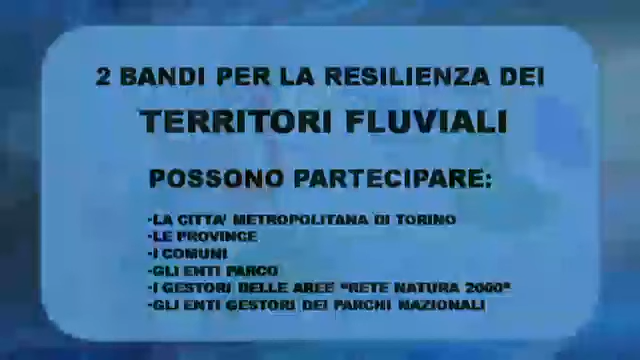 2 BANDI PER LA RESILIENZA DEI
TERRITORI FLUVIALI
POSSONO PARTECIPARE:
-LA CITTA' METROPOLITANA DI TORINO
-LE PROVINCE
-I COMUNI
-GLI ENTI PARCO
-I GESTORI DELLE AREE "RETE NATURA 2000"
-GLI ENTI GESTORI DEI PARCHI NAZIONALI